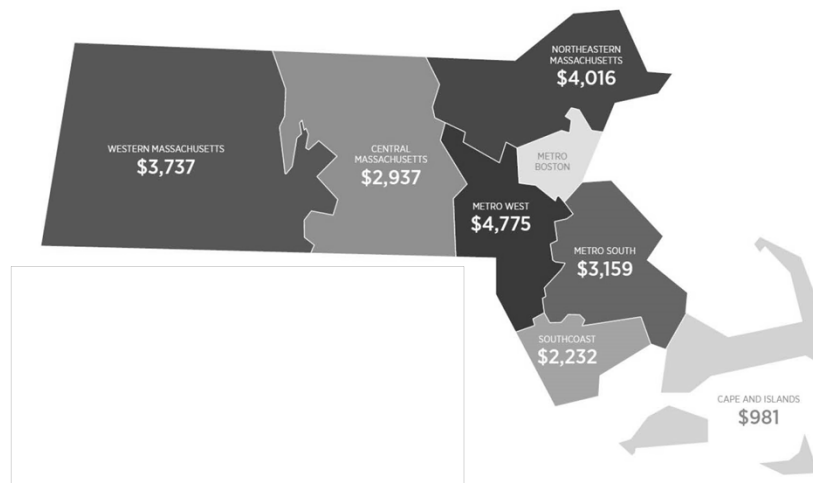 NORTHEASTERN
MASSACHUSETTS
$4,016
WESTERN MASSACHUSETTS
$3,737
CENTRAL
MASSACHUSETTS
$2,937
METRO
BOSTON
METRO WEST
$4,775
METRO SOUTH
$3,159
SOUTHCOAST
$2,232
CAPE AND ISLANDS
$981